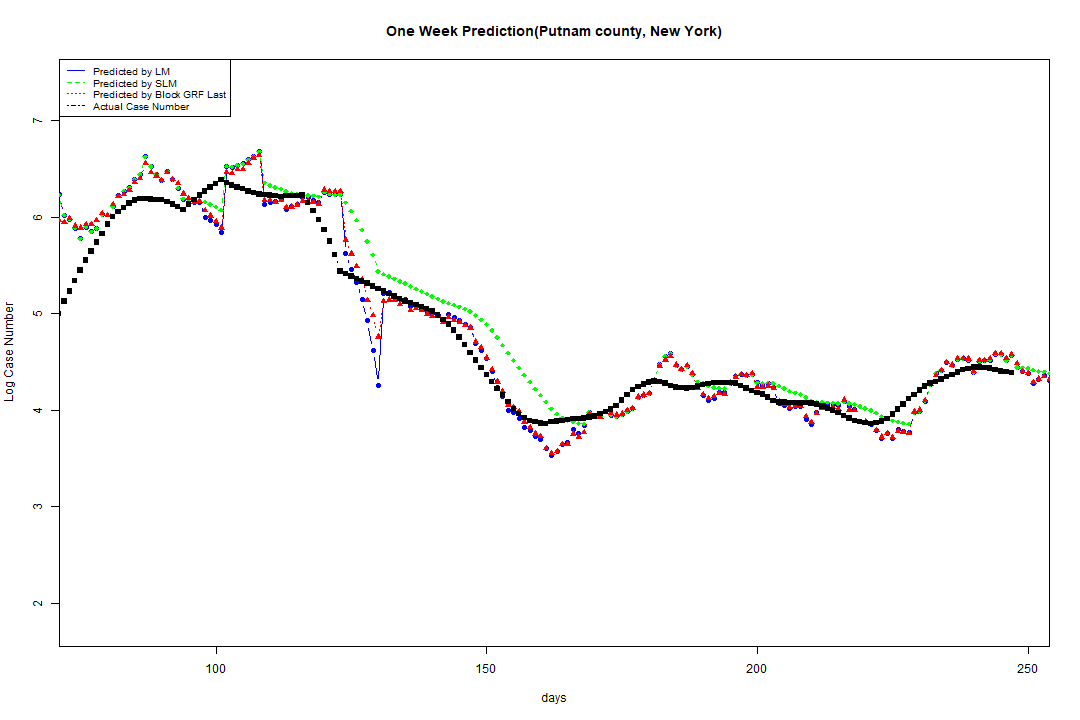 One Week Prediction(Putnam county, New York)
Predicted by LM
Predicted by SLM
Predicted by Block GRF Last
Actual Case Number
7
6
5
4
3
2
Log Case Number
100 150 200 250
days